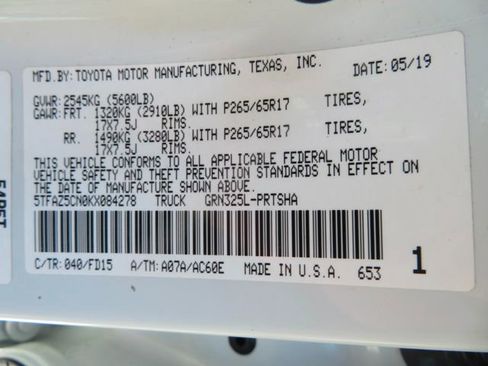 MFD.BY:TOYOTA MOTOR MANUFACTURING, TEXAS, INC. DATE:05/19
GVWR:2545KG (5600LB)
GAWR:FRT. 1320KG (2910LB) WITH P265/65R17 TIRES,
17X7.5J RIMS.
RR. 1490KG (3280LB) WITH P265/65R17 TIRES,
17X7.5J RIMS.
THIS VEHICLE CONFORMS TO ALL APPLICABLE FEDERAL MOTOR
VEHICLE SAFETY AND THEFT PREVENTION STANDARDS IN EFFECT ON
THE DATE OF MANUFACTURE SHOWN ABOVE.
5TFAZ5CN0KX084278 TRUCK GRN325L-PRTSHA
C/TR:040/FD15 A/TM:A07A/AC60E MADE IN U.S.A. 653 1